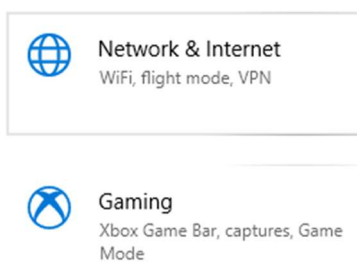 Network & Internet
WiFi, flight mode, VPN
Gaming
Xbox Game Bar, captures, Game
Mode